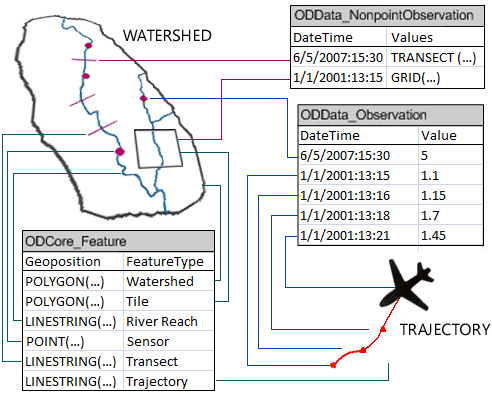 ODData_NonpointObservation
DateTime Values
6/5/2007:15:30 TRANSECT (...)
1/1/2001:13:15 GRID(...)
WATERSHED
ODData_Observation
DateTime Value
6/5/2007:15:30 5
1/1/2001:13:15 1.1
1/1/2001:13:16 1.15
1/1/2001:13:18 1.7
1/1/2001:13:21 1.45
ODCore_Feature
Geoposition FeatureType
POLYGON(...) Watershed
POLYGON(...) Tile
LINESTRING(...) River Reach
POINT(...) Sensor
LINESTRING(...) Transect
LINESTRING(...) Trajectory
TRAJECTORY